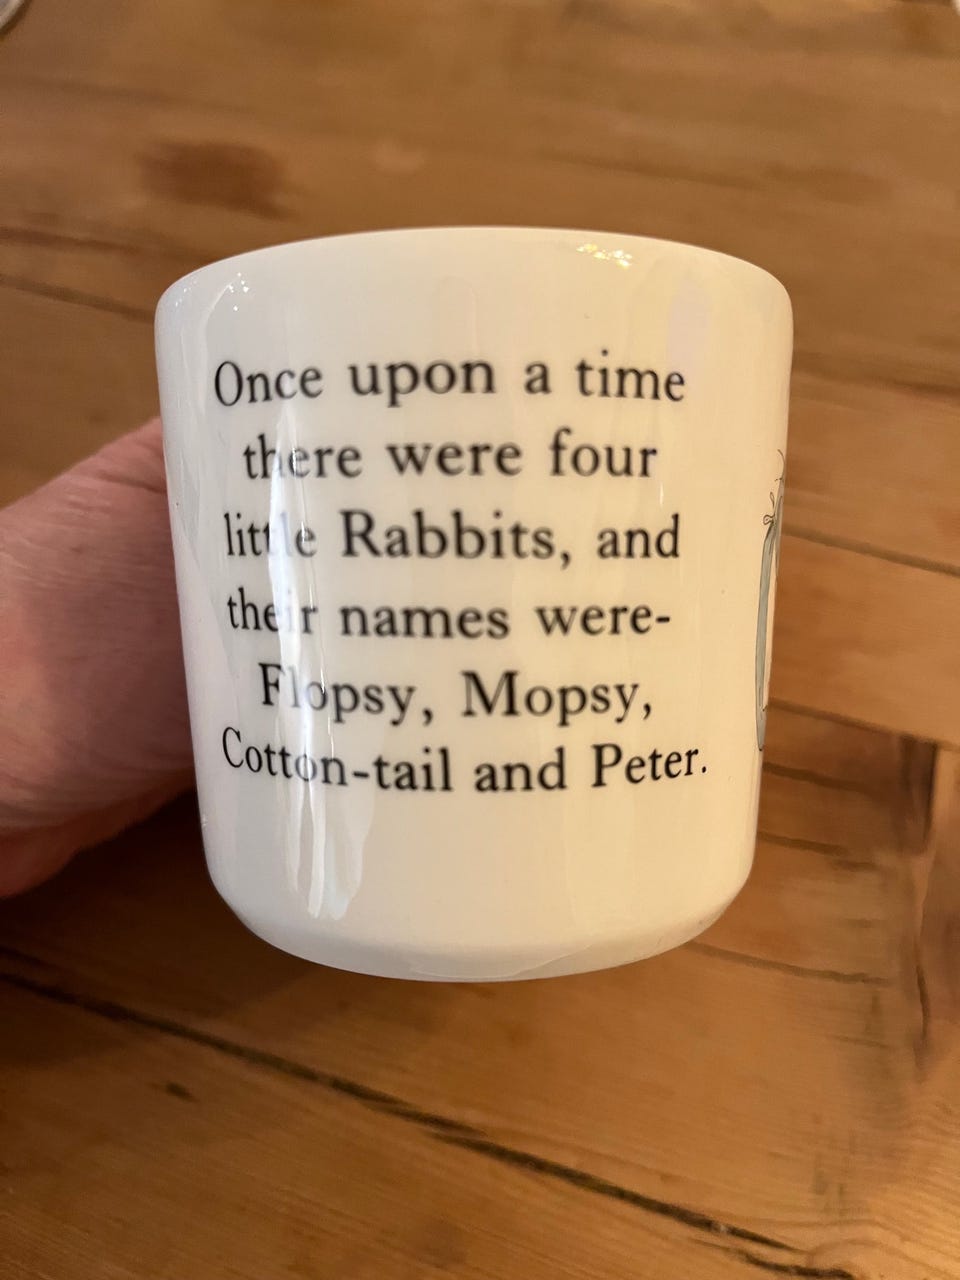 Once upon a time
there were four
little Rabbits, and
their names were-
Flopsy, Mopsy,
Cotton-tail and Peter.